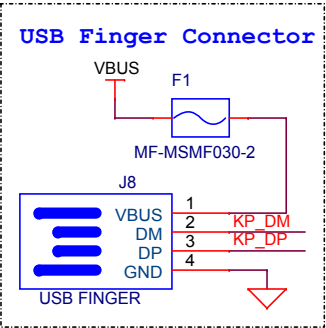 USB Finger Connector
VBUS
F1
MF-MSMF030-2
J8
VBUS 1
DM 2 KP_DM
DP 3 KP_DP
GND 4
USB FINGER